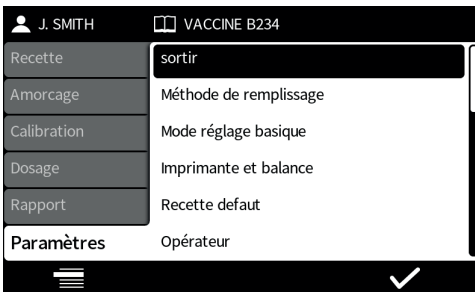 J. SMITH
VACCINE B234
Recette
Amorcage
Calibration
Dosage
Rapport
Paramètres
sortir
Méthode de remplissage
Mode réglage basique
Imprimante et balance
Recette defaut
Opérateur